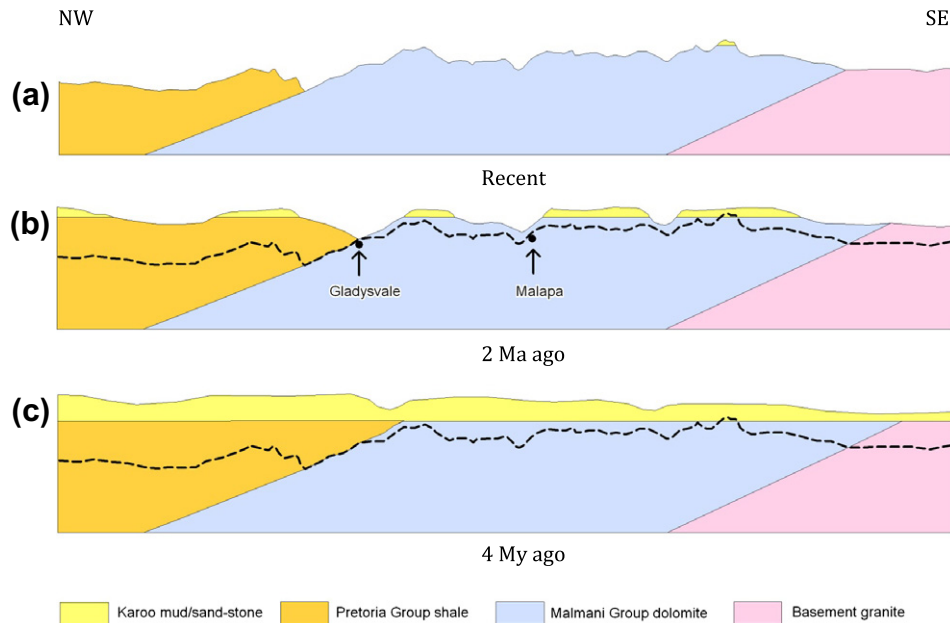 NW SE
(a)
Recent
(b)
Gladysvale Malapa
2 Ma ago
(c)
4 My ago
Karoo mud/sand-stone Pretoria Group shale Malmani Group dolomite Basement granite